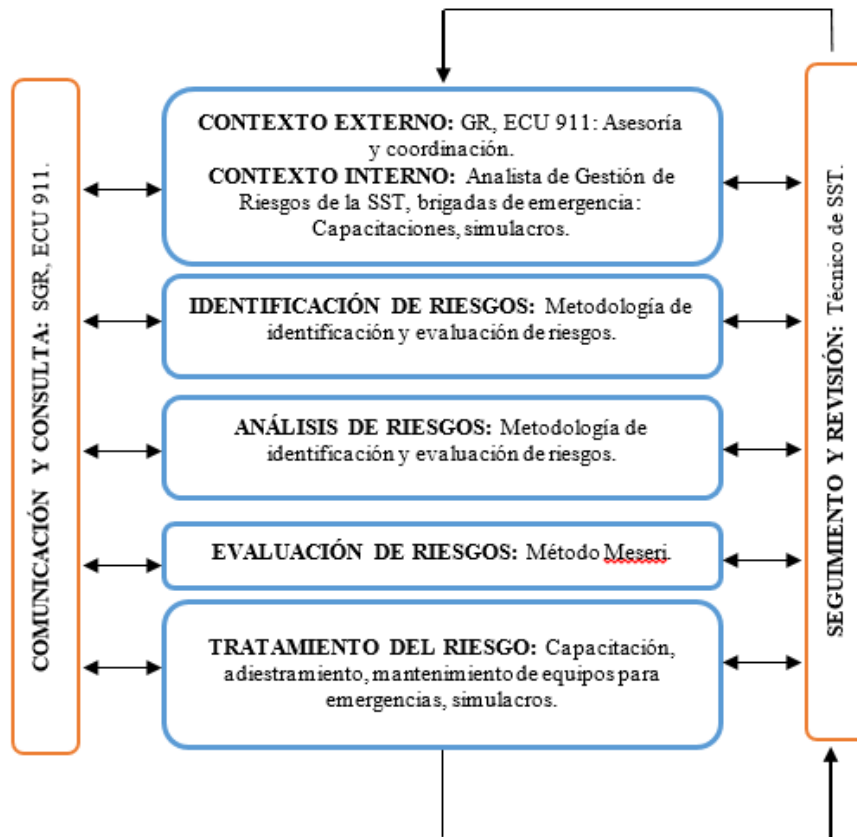 COMUNICACIÓN Y CONSULTA: SGR, ECU 911.
CONTEXTO EXTERNO: GR, ECU 911: Asesoría
y coordinación.
CONTEXTO INTERNO: Analista de Gestión de
Riesgos de la SST, brigadas de emergencia:
Capacitaciones, simulacros.
IDENTIFICACIÓN DE RIESGOS: Metodología de
identificación y evaluación de riesgos.
ANÁLISIS DE RIESGOS: Metodología de
identificación y evaluación de riesgos.
EVALUACIÓN DE RIESGOS: Método Meseri.
TRATAMIENTO DEL RIESGO: Capacitación,
adiestramiento, mantenimiento de equipos para
emergencias, simulacros.
SEGUIMIENTO Y REVISIÓN: Técnico de SST.